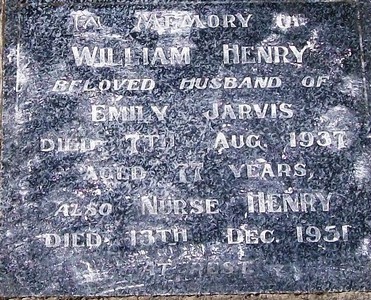 IN MEMORY OF
WILLIAM HENRY
BELOVED HUSBAND OF
EMILY JARVIS
DIED 7TH AUG. 1937
AGED 77 YEARS,
ALSO NURSE HENRY
DIED 13TH DEC. 1951
AT REST